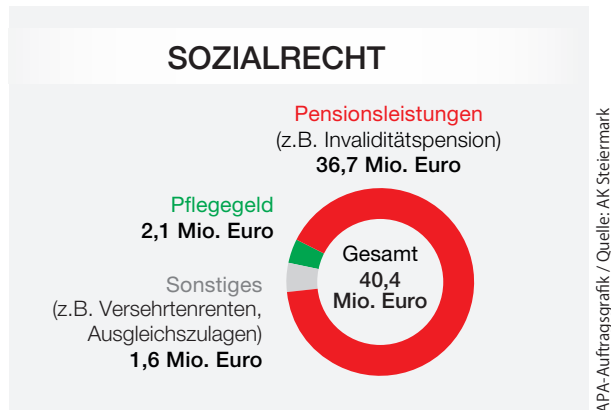 SOZIALRECHT
Pensionsleistungen
(z.B. Invaliditätspension)
36,7 Mio. Euro
Pflegegeld
2,1 Mio. Euro
Gesamt
40,4
Mio. Euro
Sonstiges
(z.B. Versehrtenrenten,
Ausgleichszulagen)
1,6 Mio. Euro
APA-Auftragsgrafik / Quelle: AK Steiermark